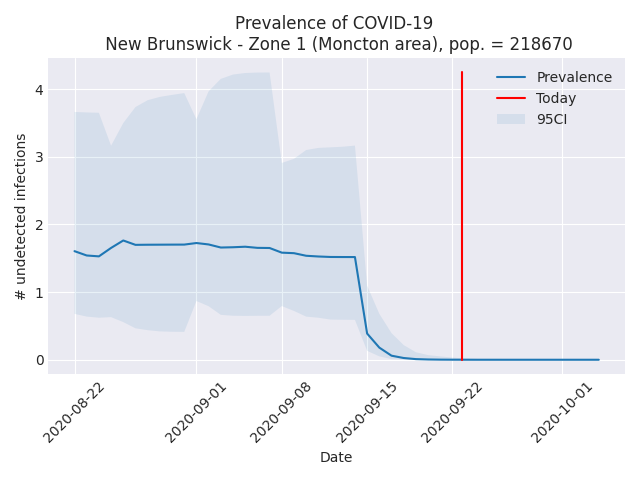 Prevalence of COVID-19
New Brunswick - Zone 1 (Moncton area), pop. = 218670
# undetected infections
4
3
2
1
0
Prevalence
Today
95CI
2020-08-22
2020-09-01
2020-09-08
2020-09-15
2020-09-22
2020-10-01
Date